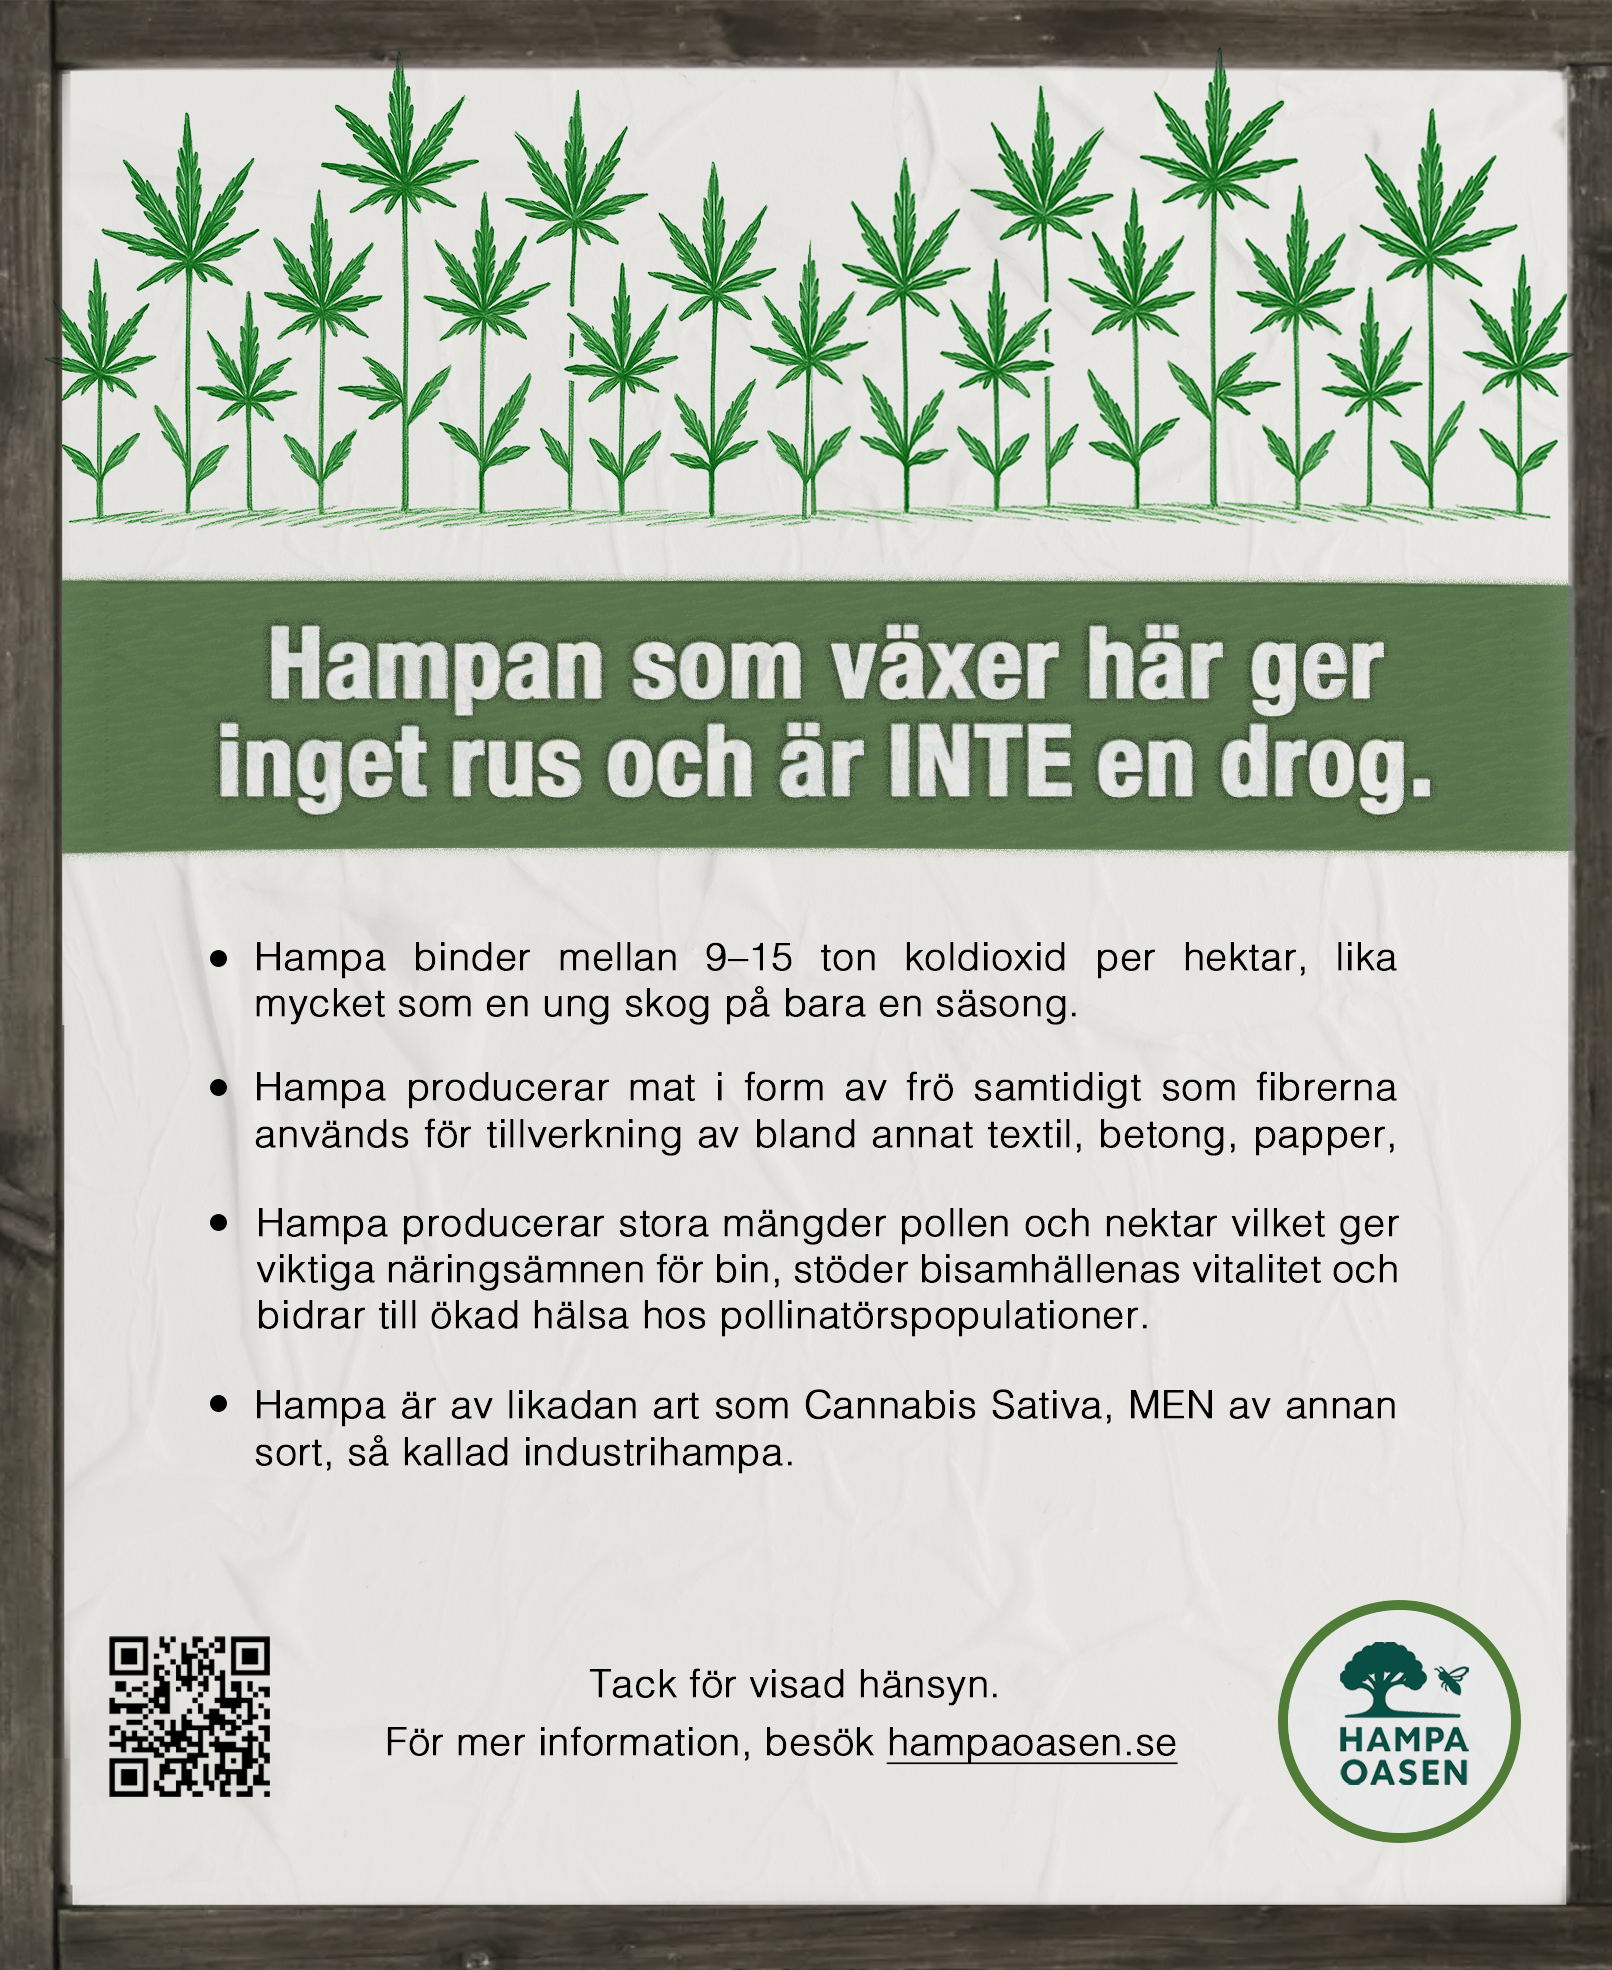 Hampan som växer här ger
inget rus och är INTE en drog.
● Hampa binder mellan 9–15 ton koldioxid per hektar, lika
mycket som en ung skog på bara en säsong.
● Hampa producerar mat i form av frö samtidigt som fibrerna
används för tillverkning av bland annat textil, betong, papper,
● Hampa producerar stora mängder pollen och nektar vilket ger
viktiga näringsämnen för bin, stöder bisamhällenas vitalitet och
bidrar till ökad hälsa hos pollinatörspopulationer.
● Hampa är av likadan art som Cannabis Sativa, MEN av annan
sort, så kallad industrihampa.
Tack för visad hänsyn.
För mer information, besök hampaoasen.se
HAMPA
OASEN